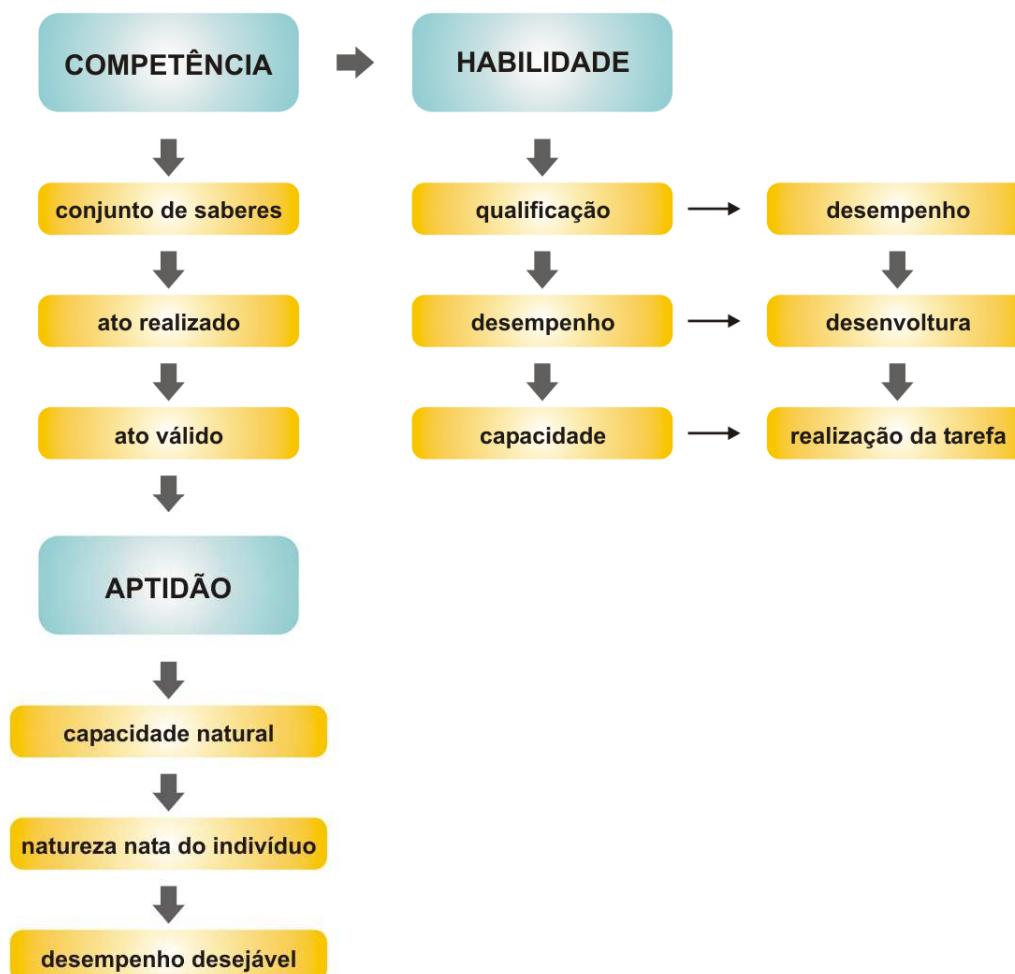 COMPETÊNCIA
HABILIDADE
conjunto de saberes
qualificação
desempenho
ato realizado
desempenho
desenvoltura
ato válido
capacidade
realização da tarefa
APTIDÃO
capacidade natural
natureza nata do indivíduo
desempenho desejável